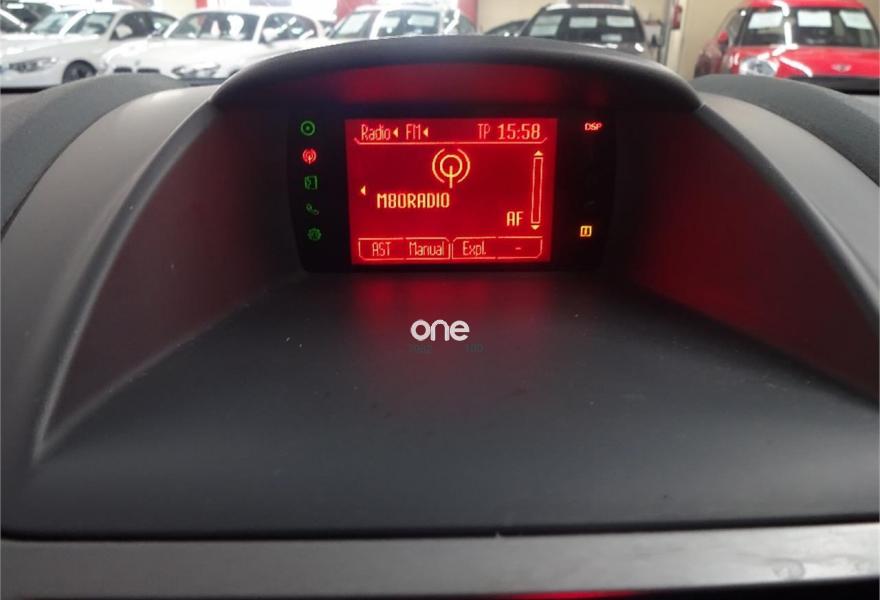 Radio FM TP 15:58
DSP
M80RADIO
AF
AST Manual Expl. -
one